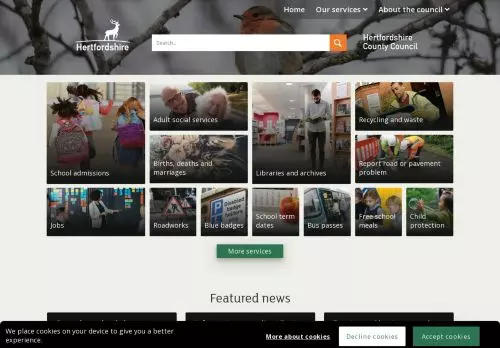 Home
Our services
About the council
Hertfordshire
Search...
Hertfordshire
County Council
School admissions
Adult social services
Births, deaths and
marriages
Libraries and archives
Recycling and waste
Report road or pavement
problem
Jobs
Roadworks
Disabled
badge
holders
Blue badges
School term
dates
Bus passes
Free school
meals
Child
protection
More services
Featured news
We place cookies on your device to give you a better
experience.
More about cookies
Decline cookies
Accept cookies